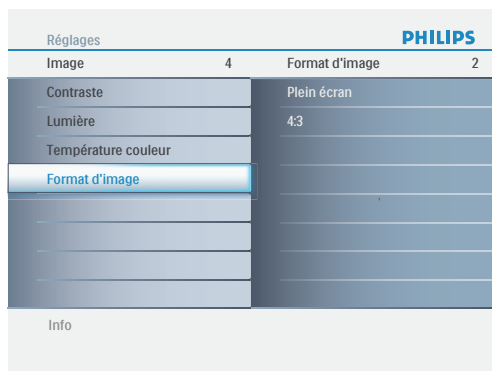 Réglages
PHILIPS
Image 4
Format d'image 2
Contraste
Plein écran
Lumière
4:3
Température couleur
Format d'image
Info